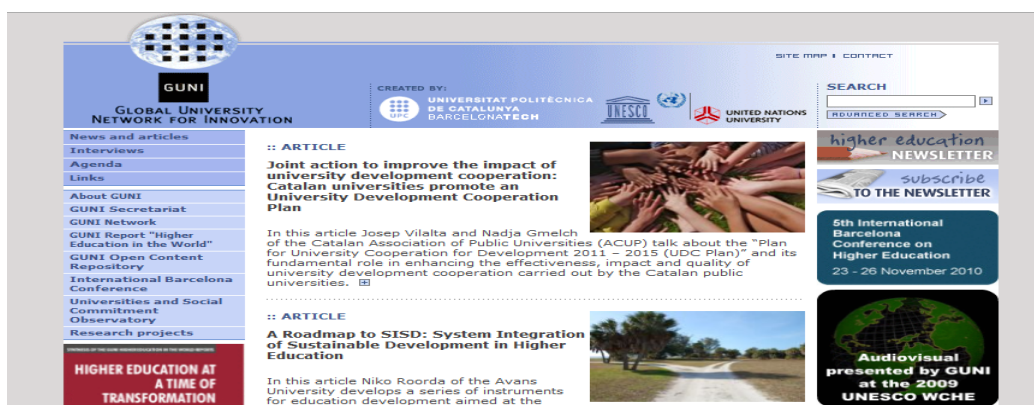 SITE MAP | CONTACT
GUNI
GLOBAL UNIVERSITY
NETWORK FOR INNOVATION
CREATED BY:
UPC
UNIVERSITAT POLITÈCNICA
DE CATALUNYA
BARCELONATECH
UNESCO
UNITED NATIONS
UNIVERSITY
SEARCH
ADVANCED SEARCH
News and articles
Interviews
Agenda
Links
About GUNI
GUNI Secretariat
GUNI Network
GUNI Report "Higher
Education in the World"
GUNI Open Content
Repository
International Barcelona
Conference
Universities and Social
Commitment
Observatory
Research projects
HIGHER EDUCATION AT
A TIME OF
TRANSFORMATION
:: ARTICLE
Joint action to improve the impact of
university development cooperation:
Catalan universities promote an
University Development Cooperation
Plan
In this article Josep Vilalta and Nadja Gmelch
of the Catalan Association of Public Universities (ACUP) talk about the “Plan
for University Cooperation for Development 2011 – 2015 (UDC Plan)” and its
fundamental role in enhancing the effectiveness, impact and quality of
university development cooperation carried out by the Catalan public
universities.
:: ARTICLE
A Roadmap to SISD: System Integration
of Sustainable Development in Higher
Education
In this article Niko Roorda of the Avans
University develops a series of instruments
for education development aimed at the
higher education
NEWSLETTER
subscribe
TO THE NEWSLETTER
5th International
Barcelona
Conference on
Higher Education
23 - 26 November 2010
Audiovisual
presented by GUNI
at the 2009
UNESCO WCHE